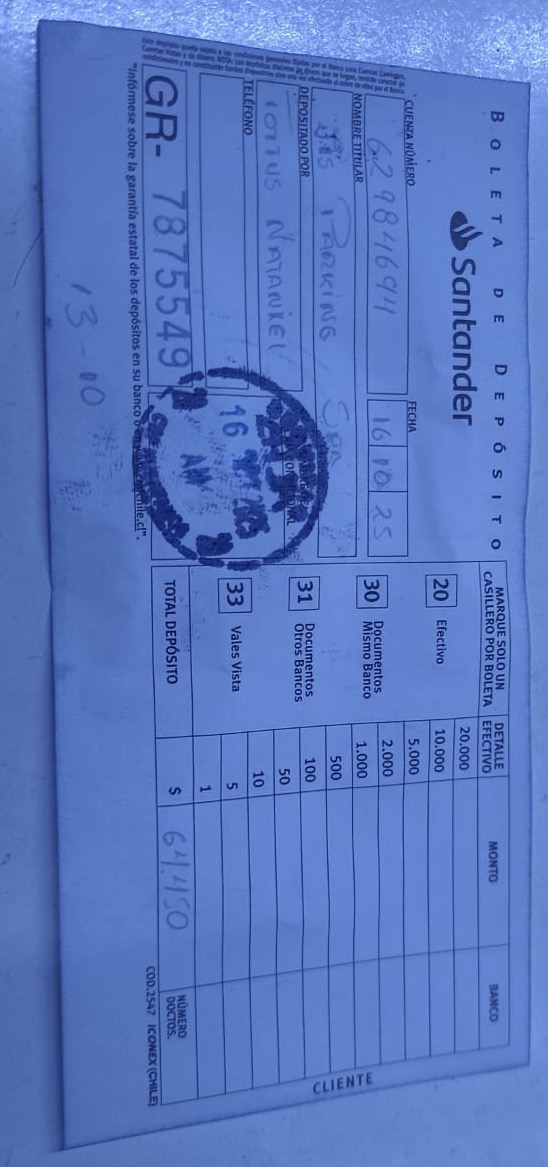 BOLETA DE DEPÓSITO
Santander
CUENTA NÚMERO
FECHA
16 10 25
NOMBRE TITULAR
PARKING SPA
DEPOSITADO POR
TELÉFONO
GR- 7875549
16
"Infórmese sobre la garantía estatal de los depósitos en su banco o en
13-10
MARQUE SOLO UN
CASILLERO POR BOLETA
20 Efectivo
30 Documentos
Mismo Banco
31 Documentos
Otros Bancos
33 Vales Vista
TOTAL DEPÓSITO
DETALLE
EFECTIVO
MONTO
BANCO
20.000
10.000
5.000
2.000
1.000
500
100
50
10
5
1
$ 64.450
NÚMERO
DOCTOS.
COD.2547 ICONEX (CHILE)
CLIENTE